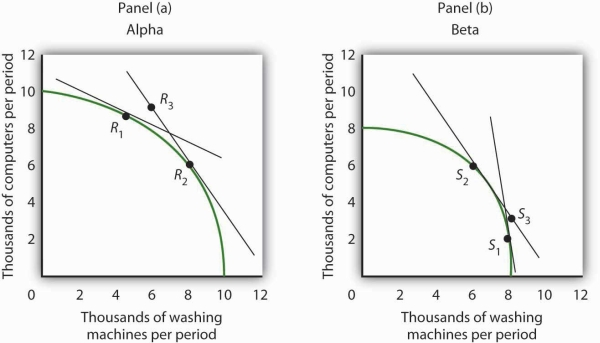 Panel (a)
Alpha
Thousands of computers per period
12
10
8
6
4
2
0
2
4
6
8
10
12
R1
R2
R3
Thousands of washing
machines per period
Panel (b)
Beta
Thousands of computers per period
12
10
8
6
4
2
0
2
4
6
8
10
12
S2
S3
S1
Thousands of washing
machines per period